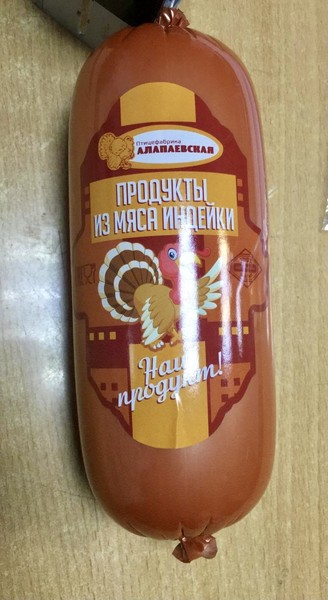 Птицефабрика
АЛАПАЕВСКАЯ
ПРОДУКТЫ
ИЗ МЯСА ИНДЕЙКИ
Наш
продукт!